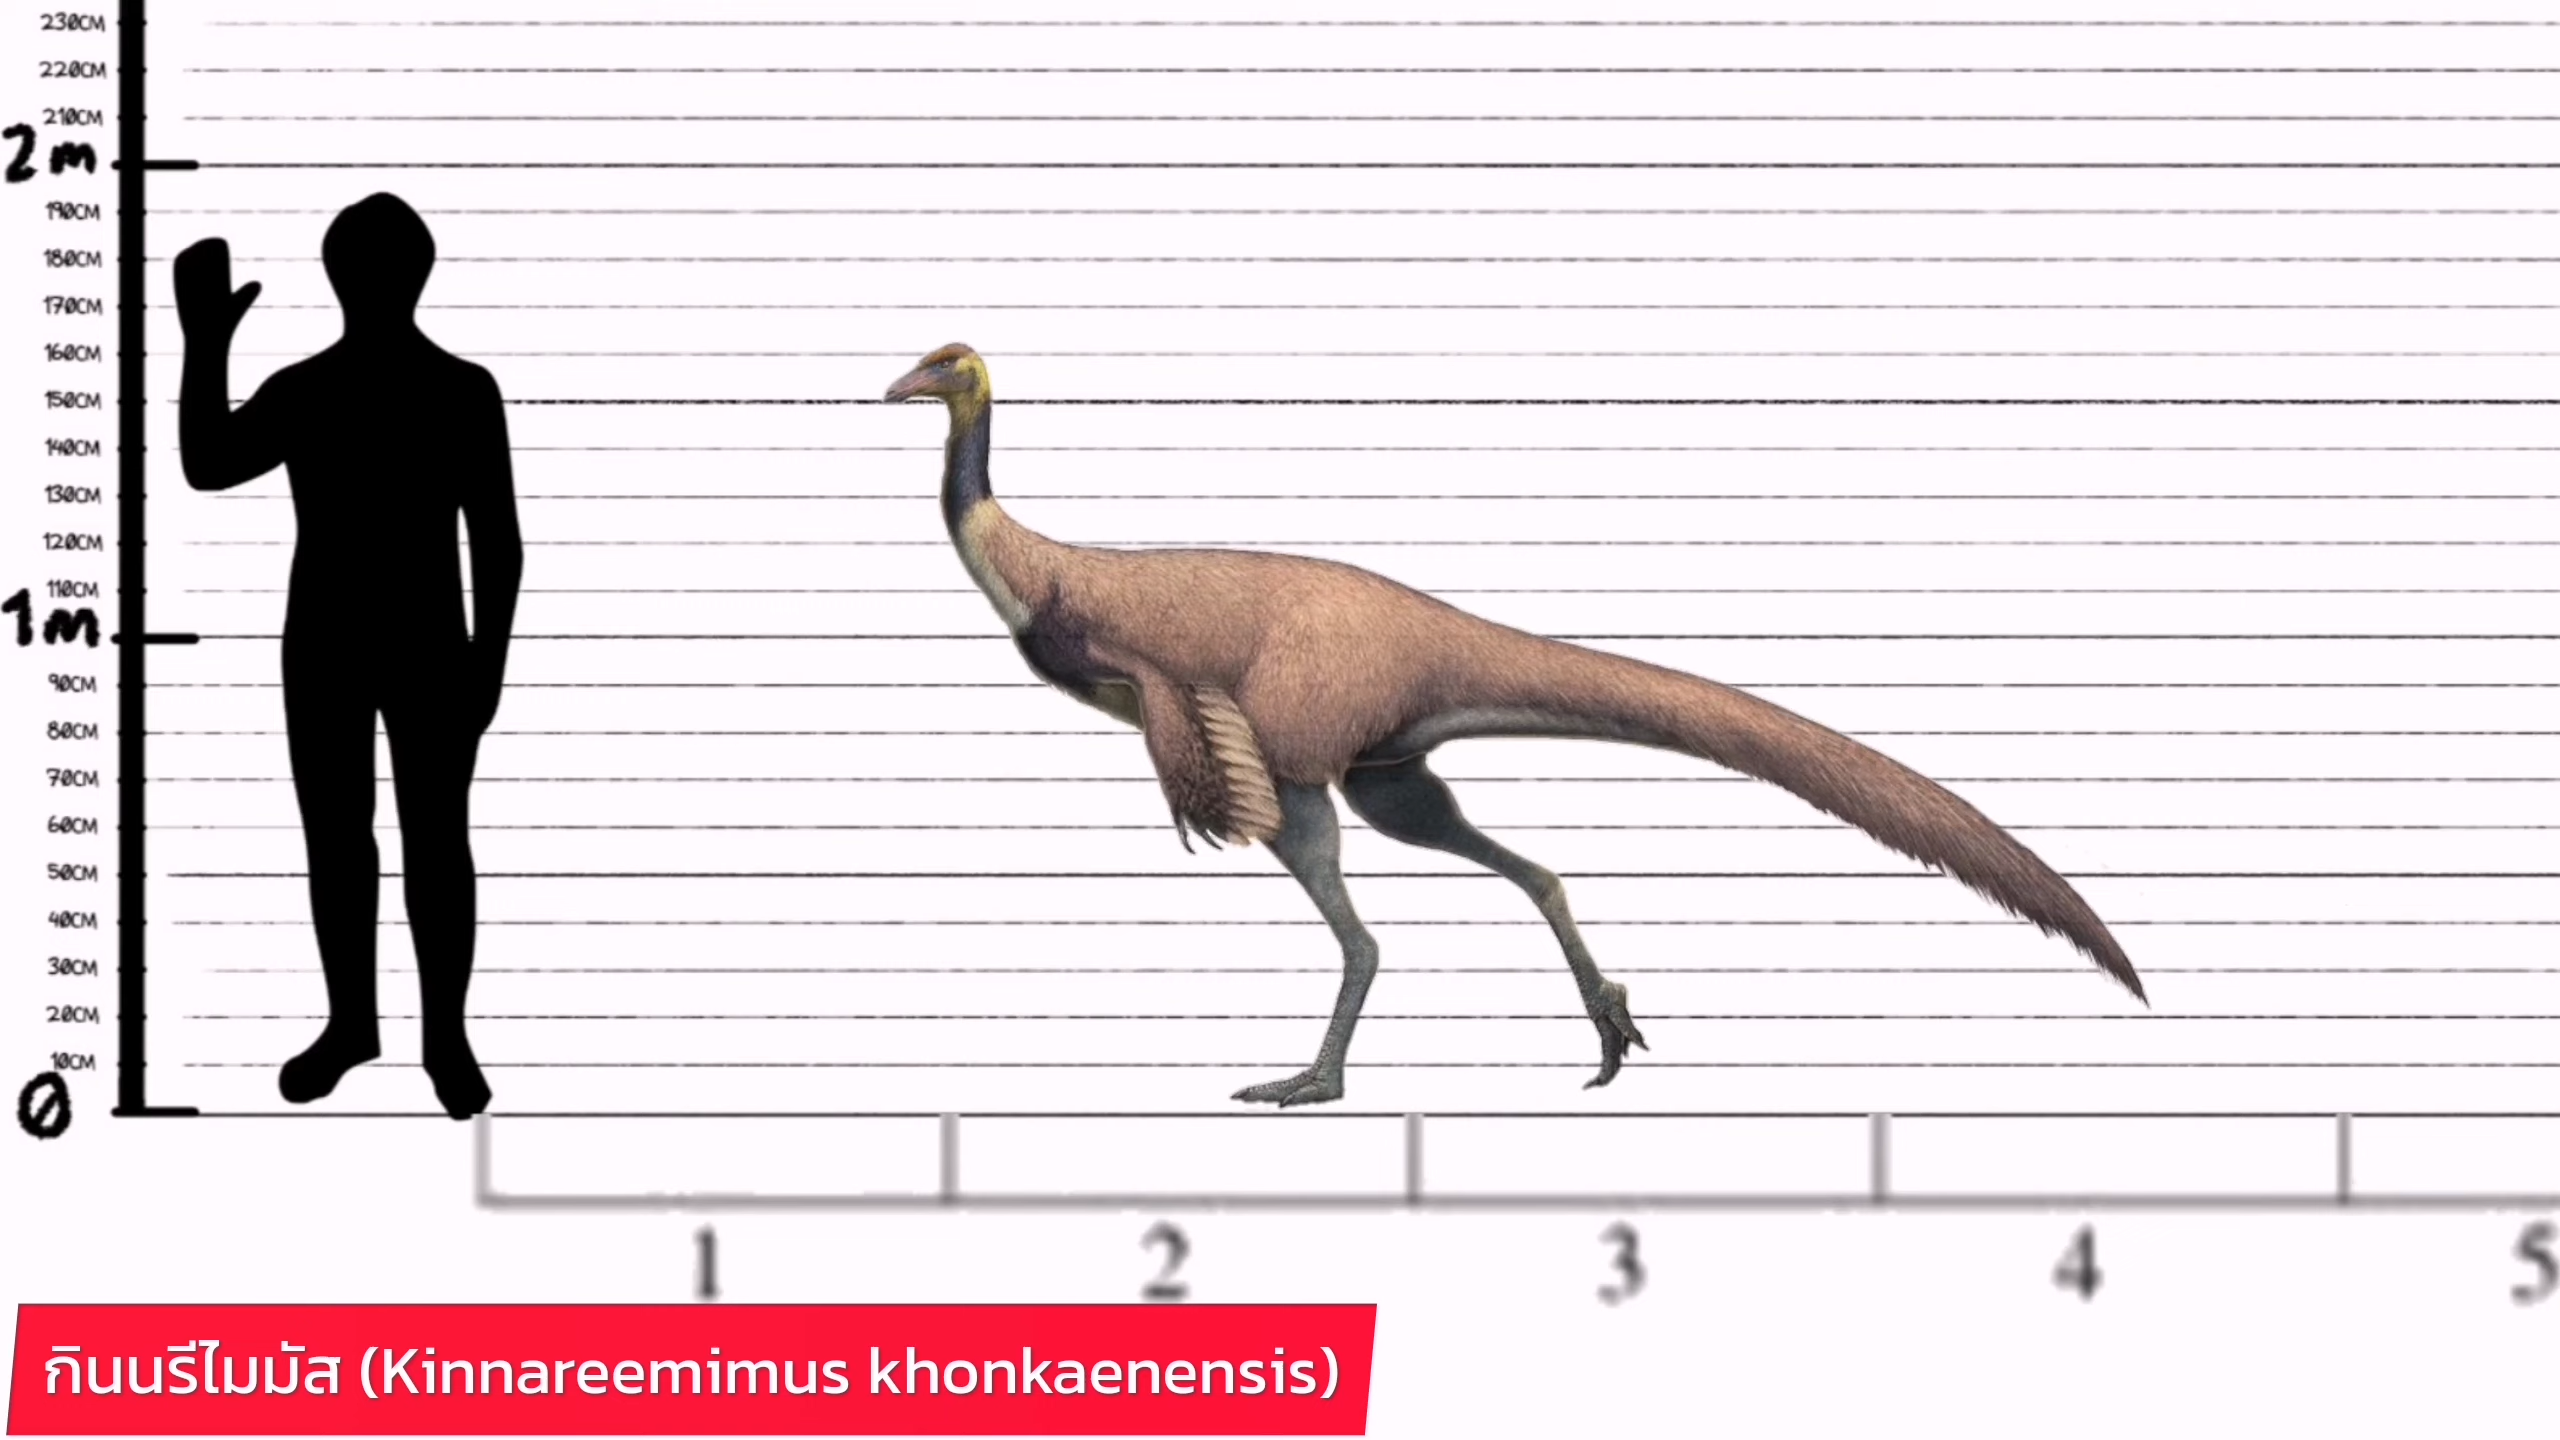 230CM
220CM
210CM
2m
190CM
180CM
170CM
160CM
150CM
140CM
130CM
120CM
110CM
1m
90CM
80CM
70CM
60CM
50CM
40CM
30CM
20CM
10CM
0
1 2 3 4 5
กินนรีไมมัส (Kinnareemimus khonkaenensis)